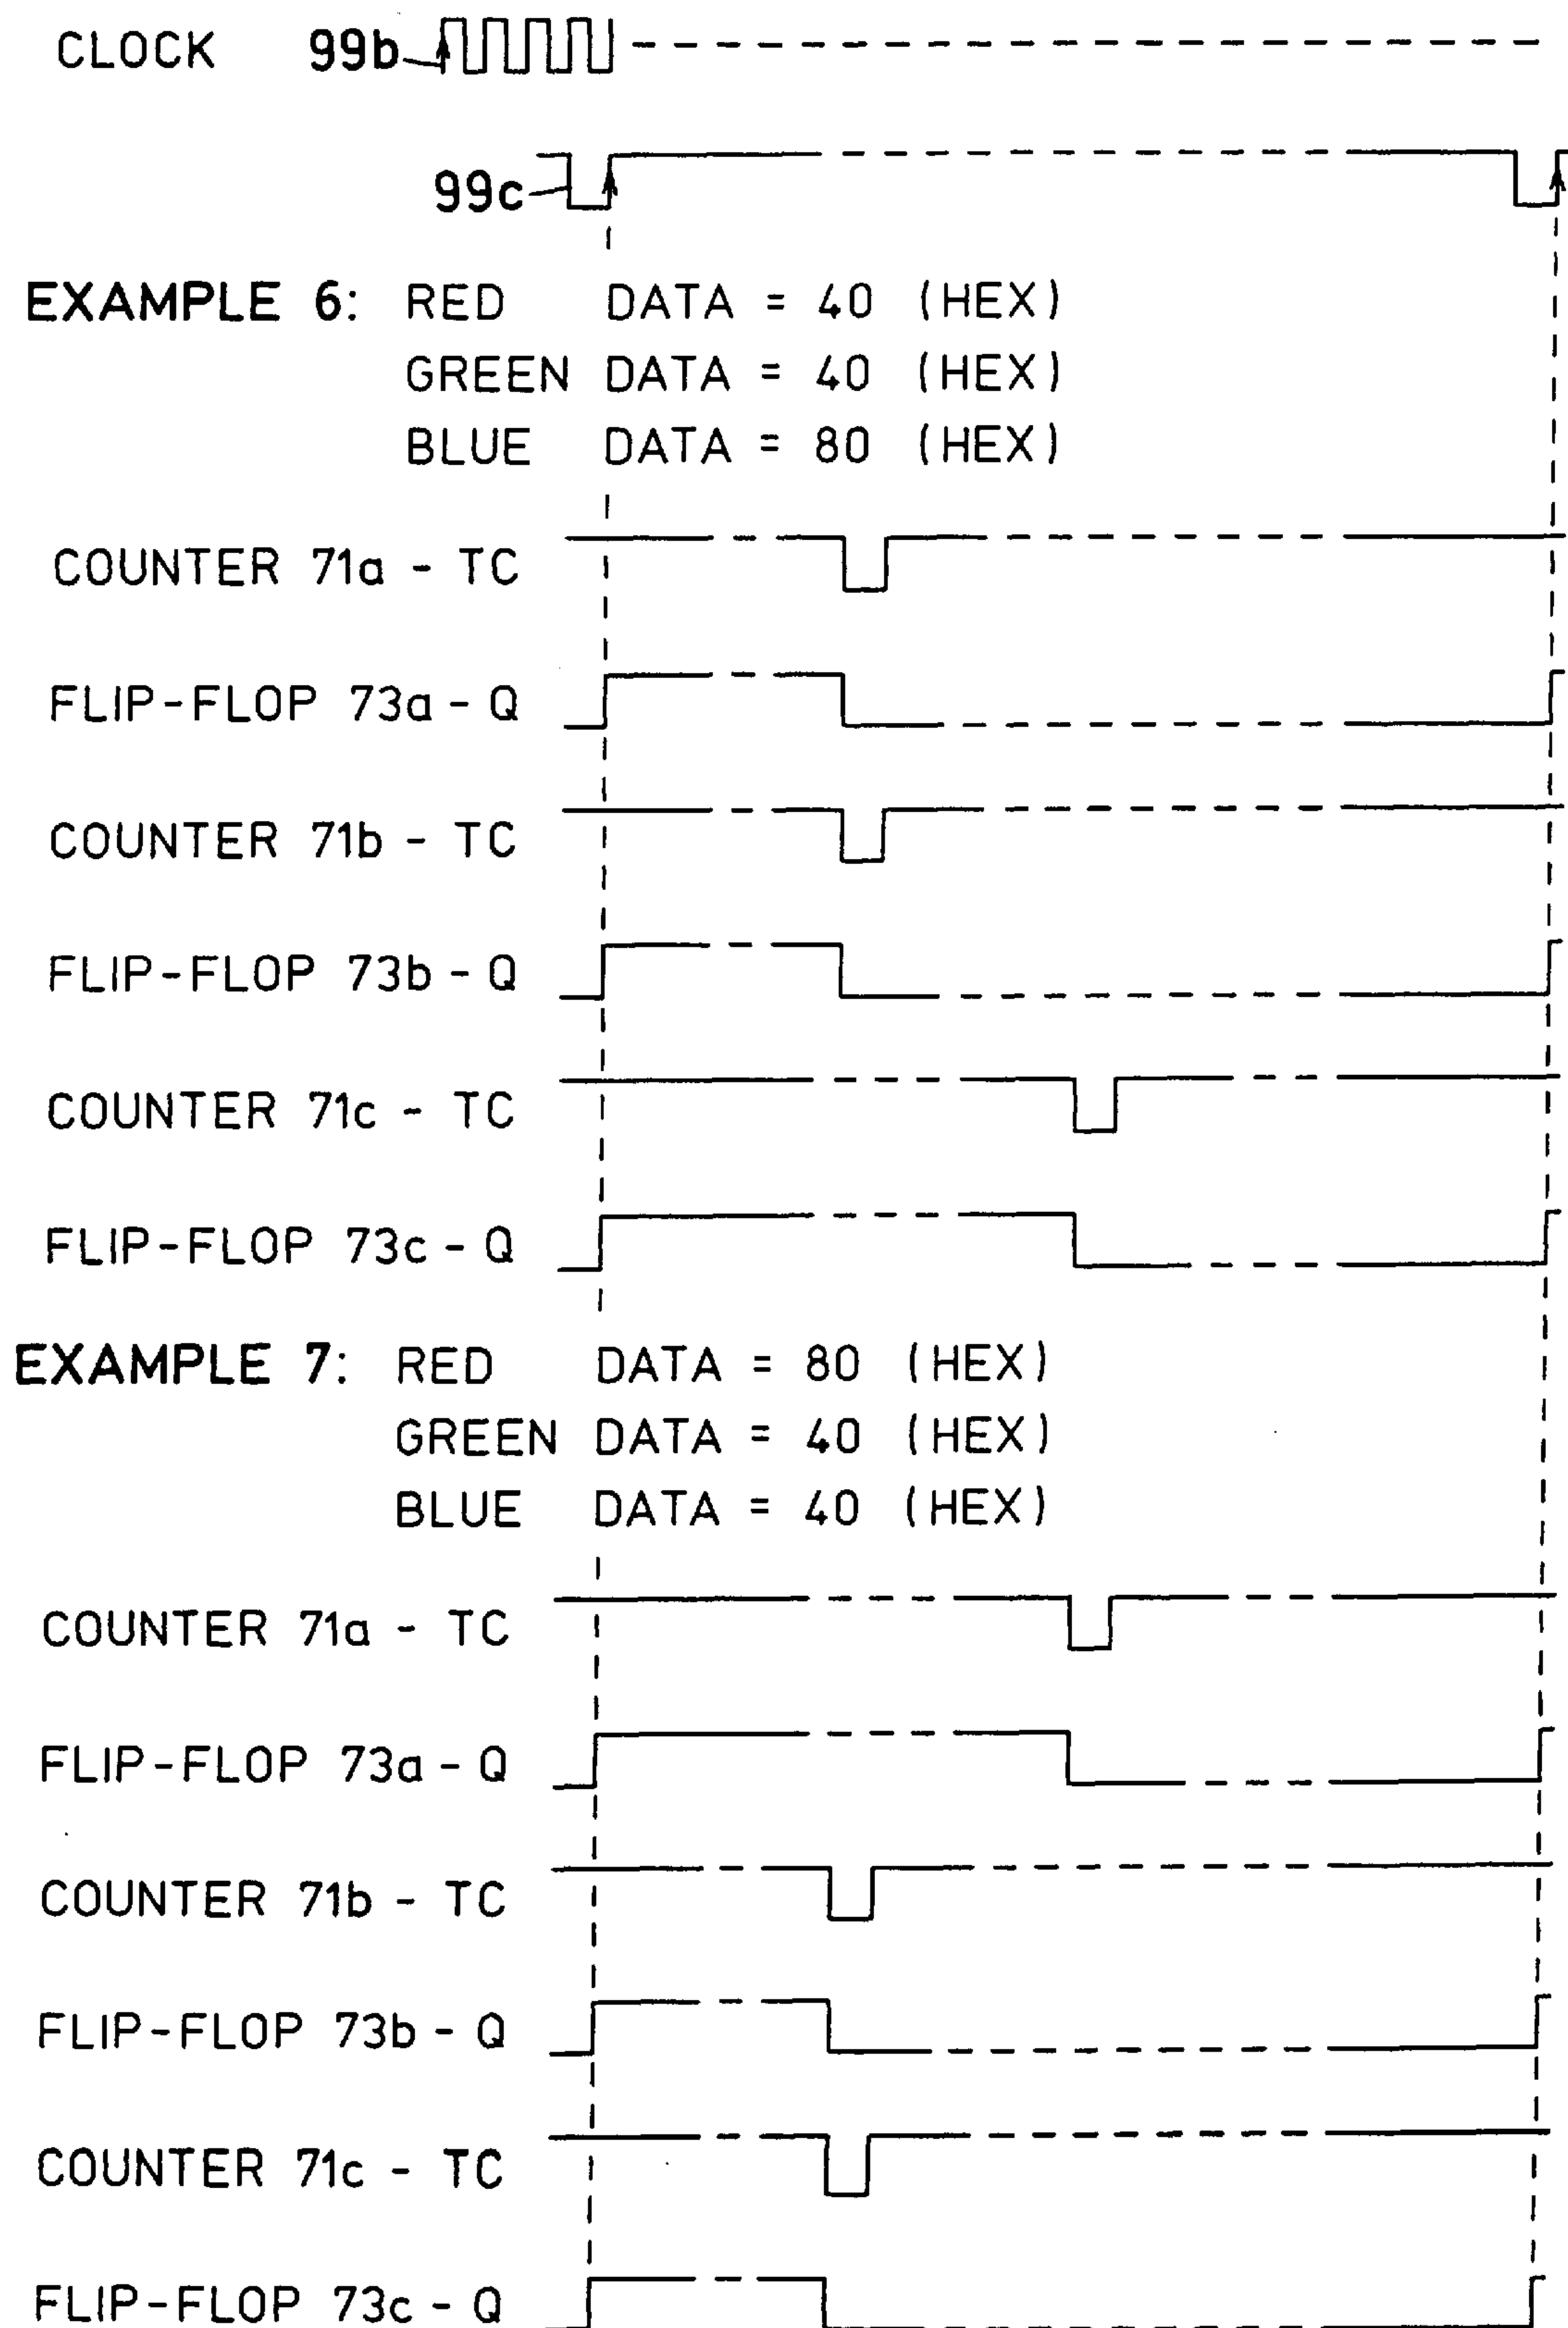 CLOCK 99b
99c
EXAMPLE 6: RED DATA = 40 (HEX)
GREEN DATA = 40 (HEX)
BLUE DATA = 80 (HEX)
COUNTER 71a - TC
FLIP-FLOP 73a - Q
COUNTER 71b - TC
FLIP-FLOP 73b - Q
COUNTER 71c - TC
FLIP-FLOP 73c - Q
EXAMPLE 7: RED DATA = 80 (HEX)
GREEN DATA = 40 (HEX)
BLUE DATA = 40 (HEX)
COUNTER 71a - TC
FLIP-FLOP 73a - Q
COUNTER 71b - TC
FLIP-FLOP 73b - Q
COUNTER 71c - TC
FLIP-FLOP 73c - Q